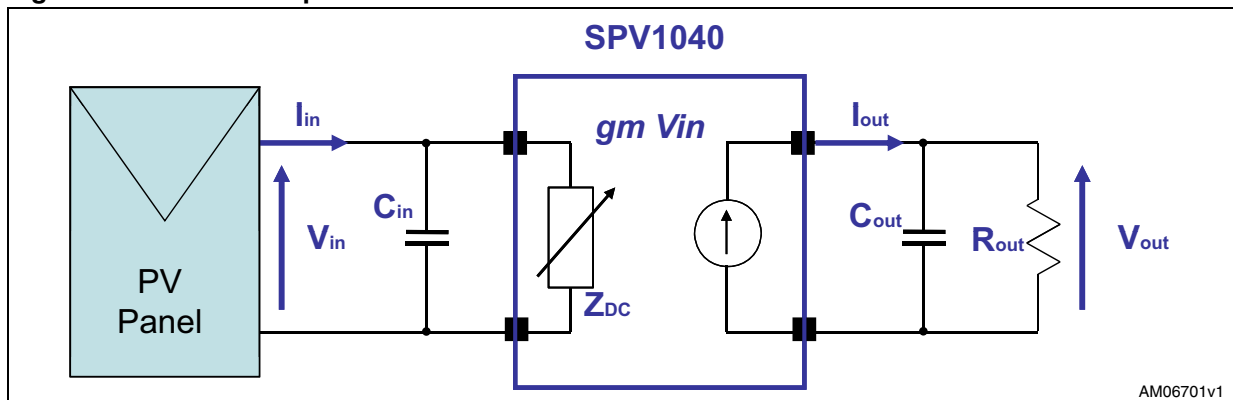 SPV1040
Iin
gm Vin
Iout
Vin
Cin
ZDC
Cout
Rout
Vout
PV
Panel
AM06701v1